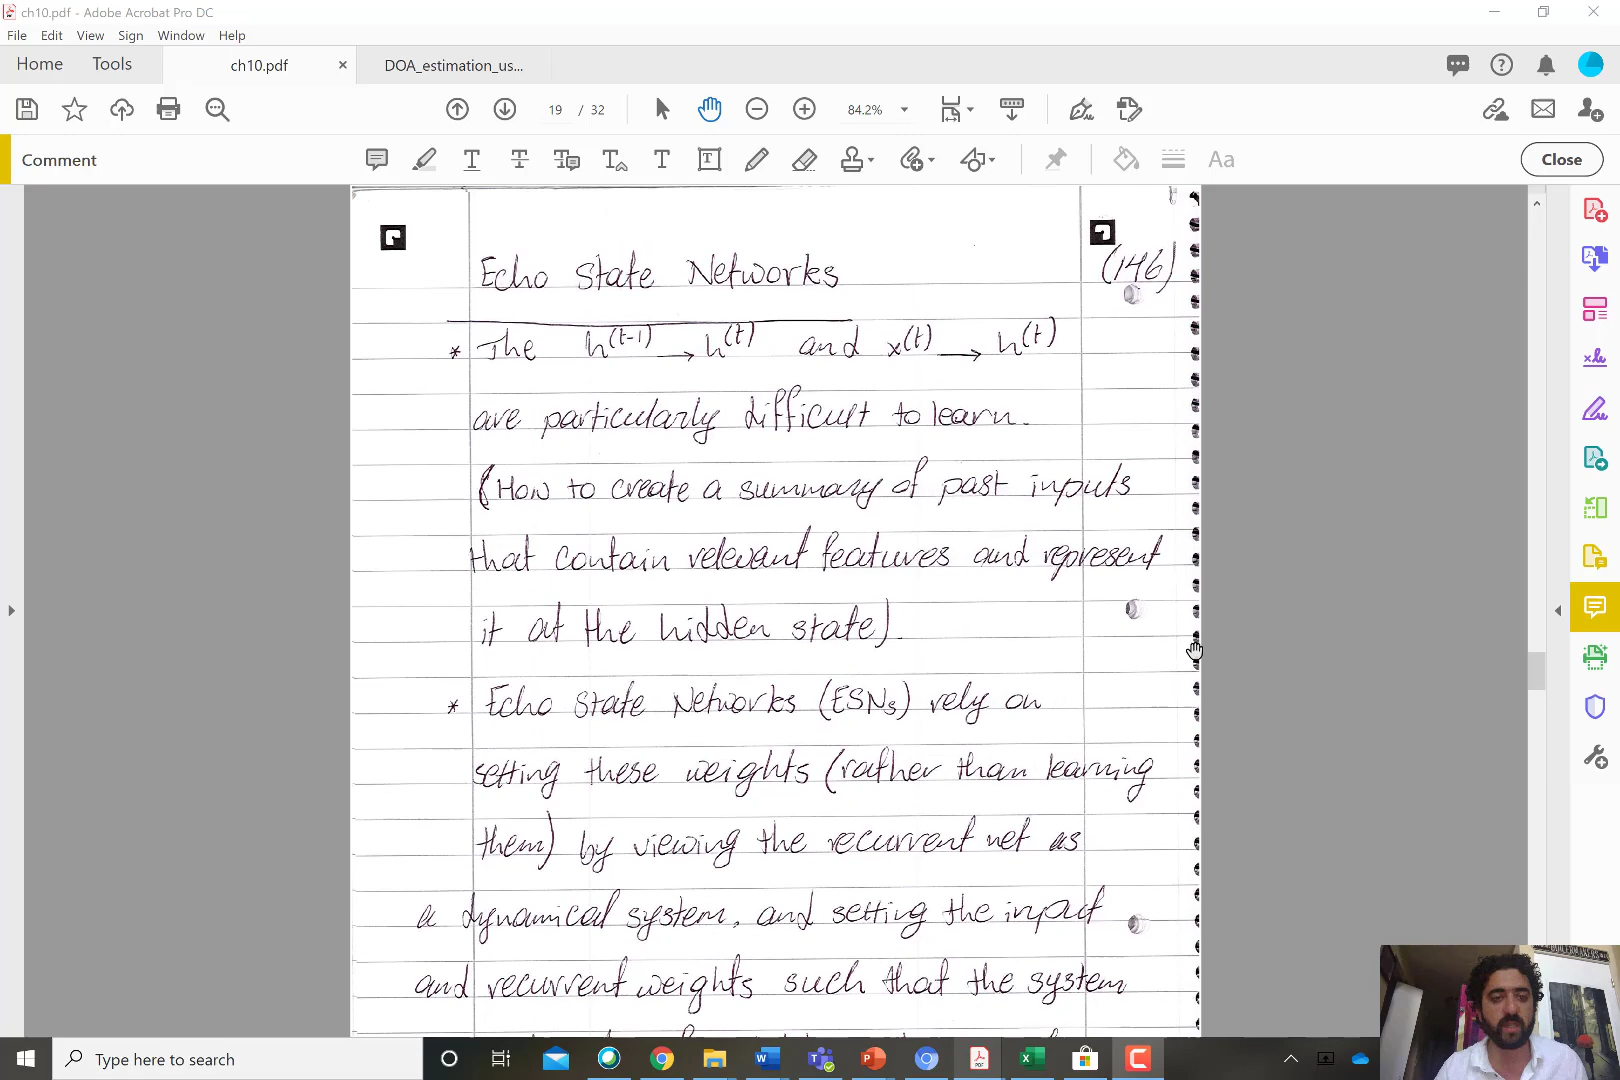 ch10.pdf - Adobe Acrobat Pro DC
File Edit View Sign Window Help
Home Tools ch10.pdf × DOA_estimation_us...
19 / 32 84.2%
Comment Close
Echo State Networks (146)
* The h^(t-1) → h^(t) and x^(t) → h^(t)
are particularly difficult to learn.
(How to create a summary of past inputs
that contain relevant features and represent
it at the hidden state).
* Echo State Networks (ESNs) rely on
setting these weights (rather than learning
them) by viewing the recurrent net as
a dynamical system, and setting the input
and recurrent weights such that the system
Type here to search